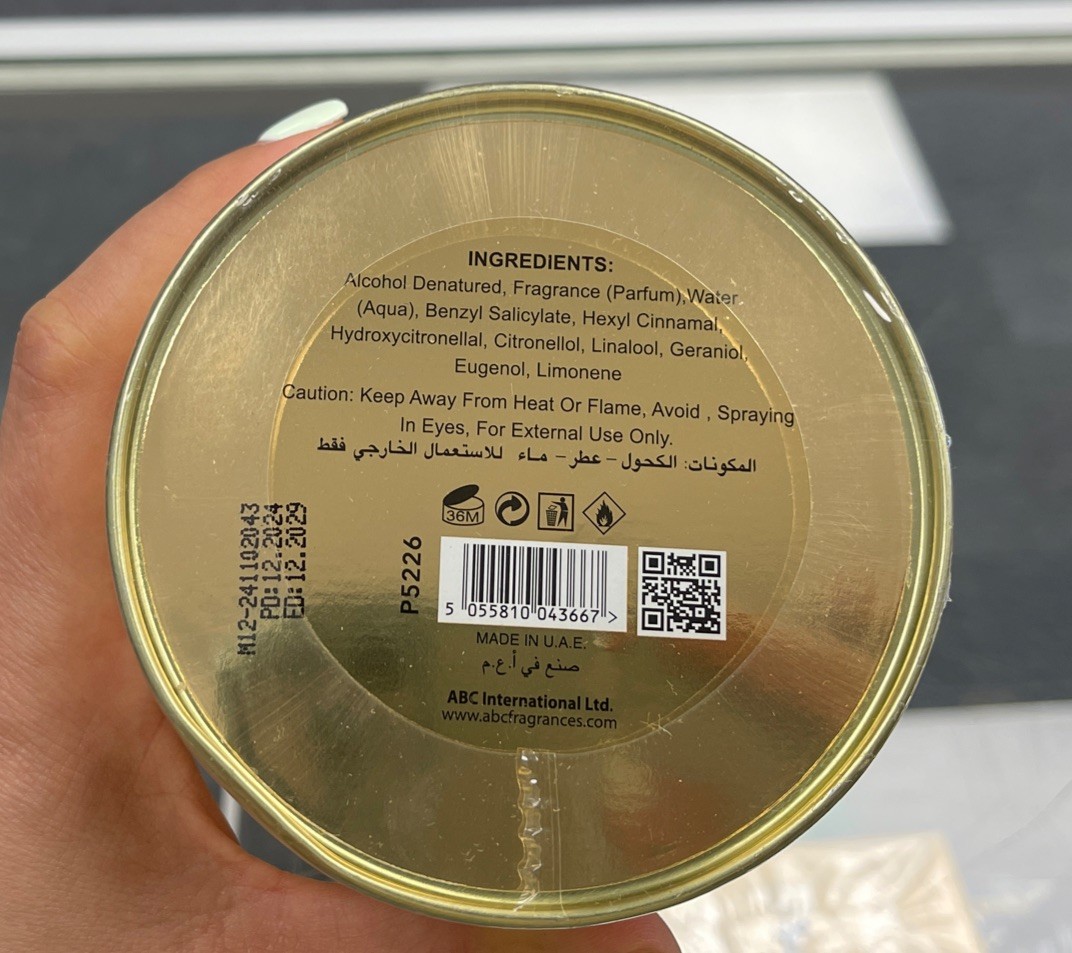 INGREDIENTS:
Alcohol Denatured, Fragrance (Parfum),Water
(Aqua), Benzyl Salicylate, Hexyl Cinnamal,
Hydroxycitronellal, Citronellol, Linalool, Geraniol,
Eugenol, Limonene
Caution: Keep Away From Heat Or Flame, Avoid , Spraying
In Eyes, For External Use Only.
المكونات: الكحول - عطر - ماء للاستعمال الخارجي فقط
36M
M12-241102043
PD:12.2024
ED:12.2029
P5226
5 055810 043667 >
MADE IN U.A.E.
صنع في أ.ع.م
ABC International Ltd.
www.abcfragrances.com